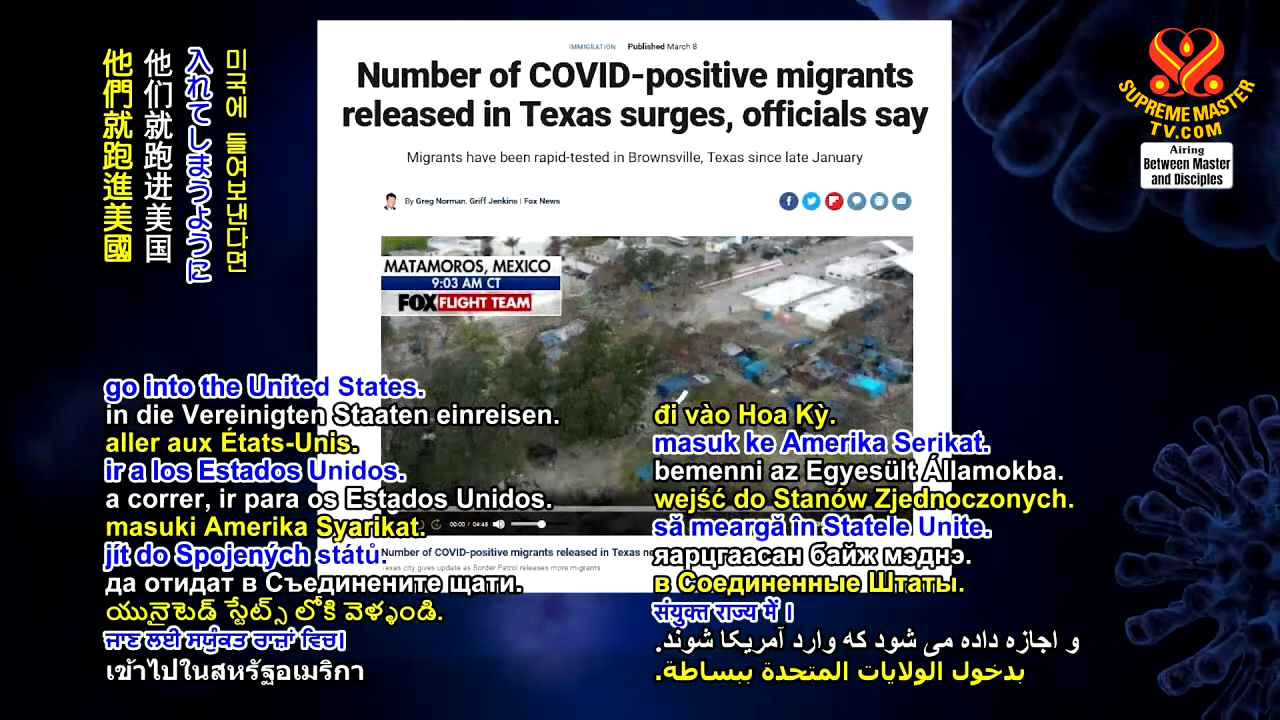 IMMIGRATION Published March 8
Number of COVID-positive migrants
released in Texas surges, officials say
Migrants have been rapid-tested in Brownsville, Texas since late January
By Greg Norman, Griff Jenkins | Fox News
MATAMOROS, MEXICO
9:03 AM CT
FOX FLIGHT TEAM
00:00 / 04:48
Number of COVID-positive migrants released in Texas
Texas city gives update as Border Patrol releases more migrants
SUPREME MASTER
TV.COM
Airing
Between Master
and Disciples
他們就跑進美國
他们就跑进美国
入れてしまうように
미국에 들여보낸다면
go into the United States.
in die Vereinigten Staaten einreisen.
aller aux États-Unis.
ir a los Estados Unidos.
a correr, ir para os Estados Unidos.
masuki Amerika Syarikat.
jít do Spojených států.
да отидат в Съединените щати.
యునైటెడ్ స్టేట్స్ లోకి వెళ్ళండి.
ਜਾਣ ਲਈ ਸਯੁੰਕਤ ਰਾਜਾਂ ਵਿਚ।
เข้าไปในสหรัฐอเมริกา
đi vào Hoa Kỳ.
masuk ke Amerika Serikat.
bemenni az Egyesült Államokba.
wejść do Stanów Zjednoczonych.
să meargă în Statele Unite.
яарцгаасан байж мэднэ.
в Соединенные Штаты.
संयुक्त राज्य में ।
و اجازه داده می شود که وارد آمریکا شوند.
بدخول الولايات المتحدة ببساطة.